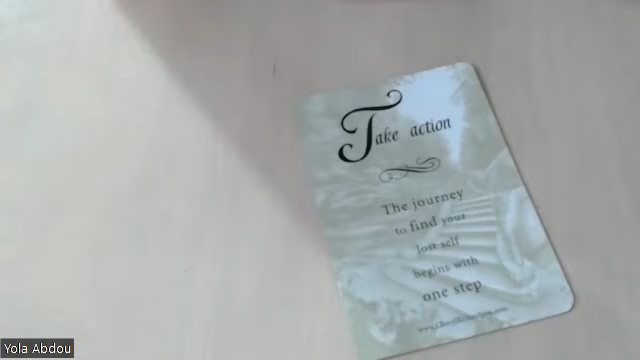 Take action
The journey
to find your
lost self
begins with
one step
Yola Abdou